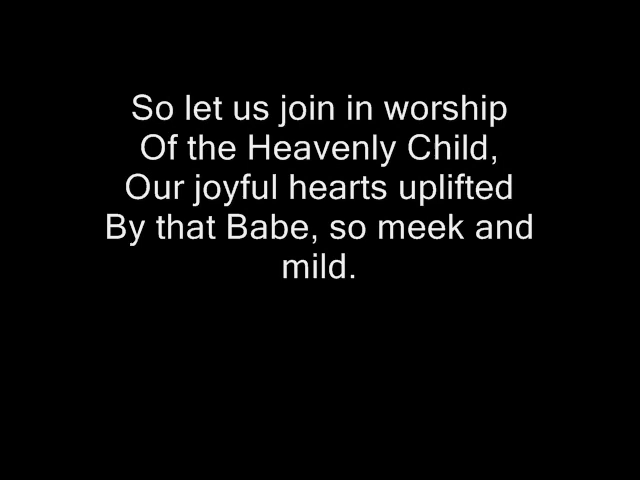 So let us join in worship
Of the Heavenly Child,
Our joyful hearts uplifted
By that Babe, so meek and
mild.